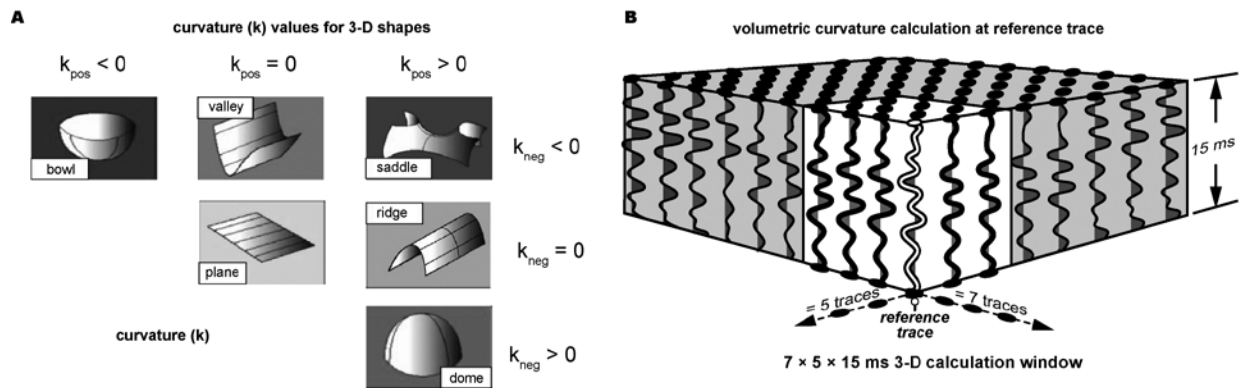 A
curvature (k) values for 3-D shapes
kpos < 0
kpos = 0
kpos > 0
bowl
valley
saddle
kneg < 0
plane
ridge
kneg = 0
curvature (k)
dome
kneg > 0
B
volumetric curvature calculation at reference trace
15 ms
= 5 traces
= 7 traces
reference
trace
7 × 5 × 15 ms 3-D calculation window